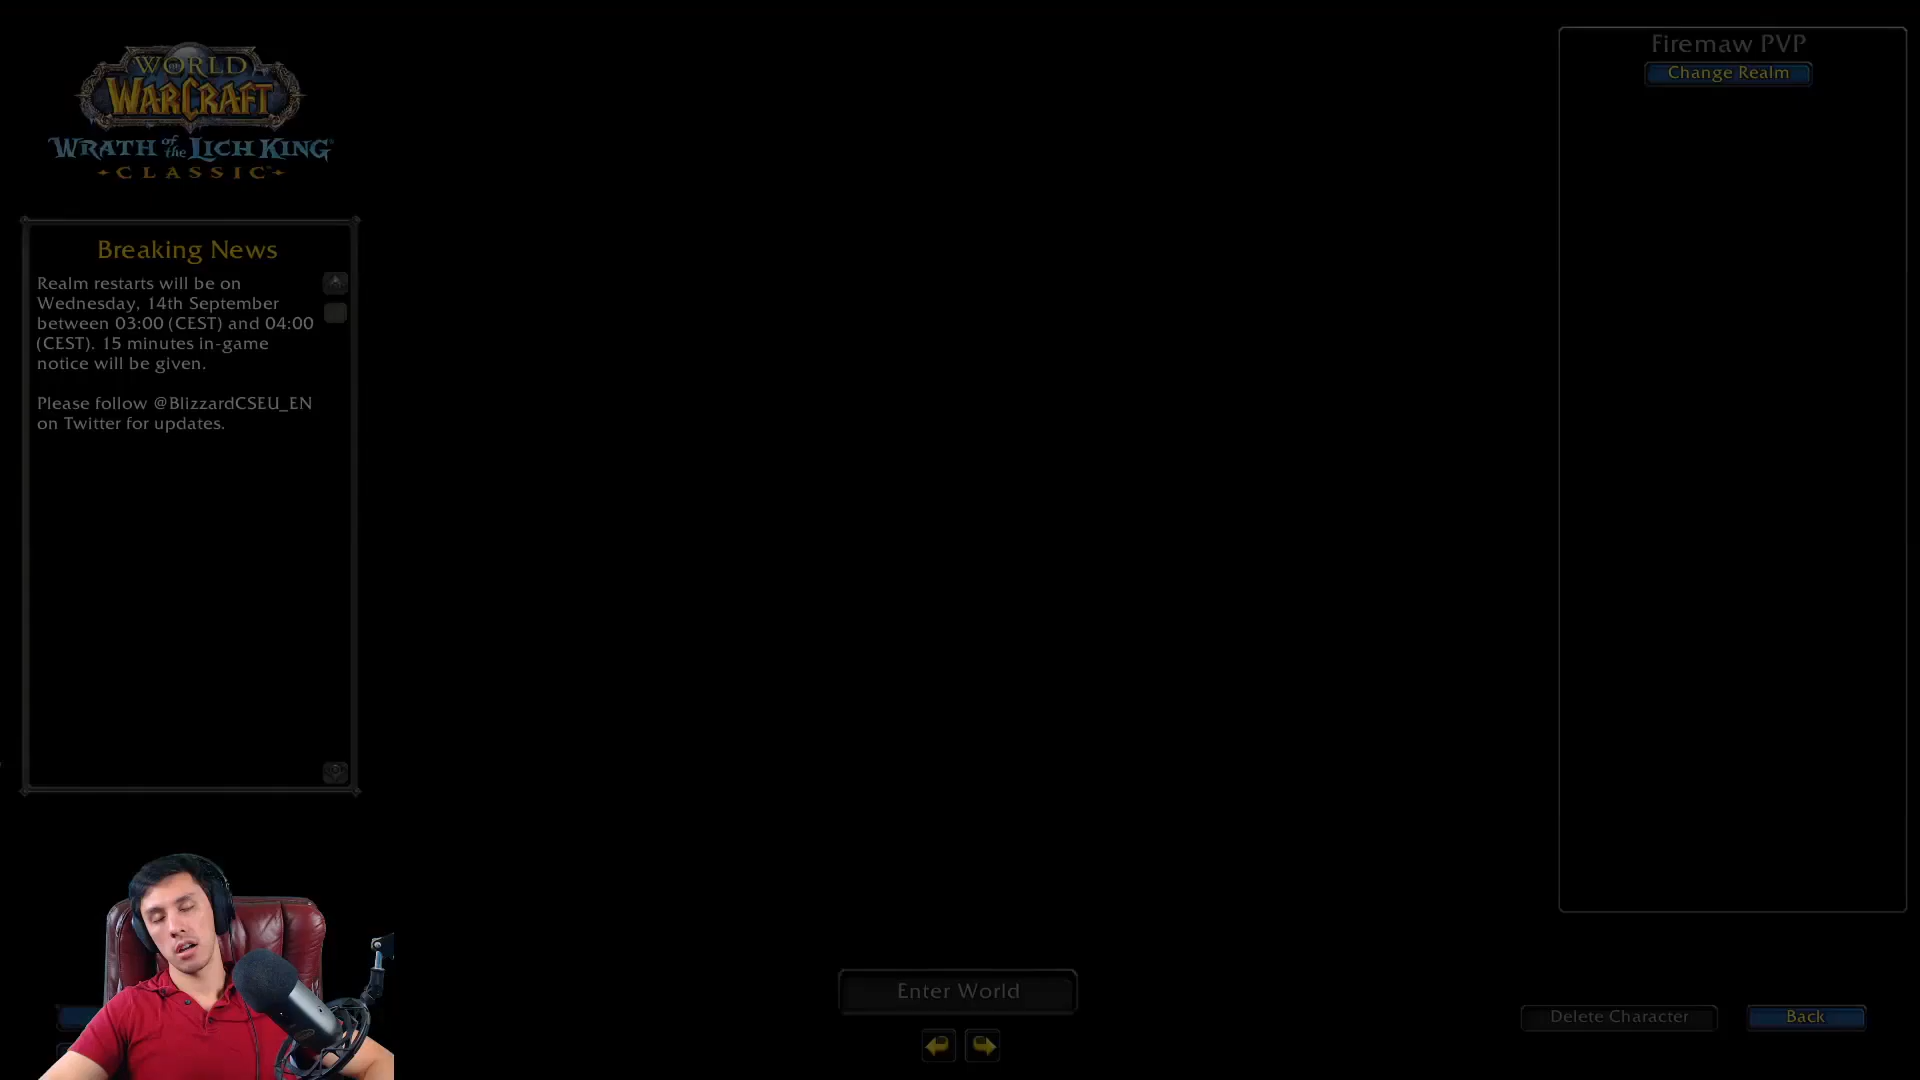 WORLD
OF
WARCRAFT
WRATH of the LICH KING
CLASSIC
Firemaw PVP
Change Realm
Breaking News
Realm restarts will be on
Wednesday, 14th September
between 03:00 (CEST) and 04:00
(CEST). 15 minutes in-game
notice will be given.
Please follow @BlizzardCSEU_EN
on Twitter for updates.
Enter World
Delete Character
Back